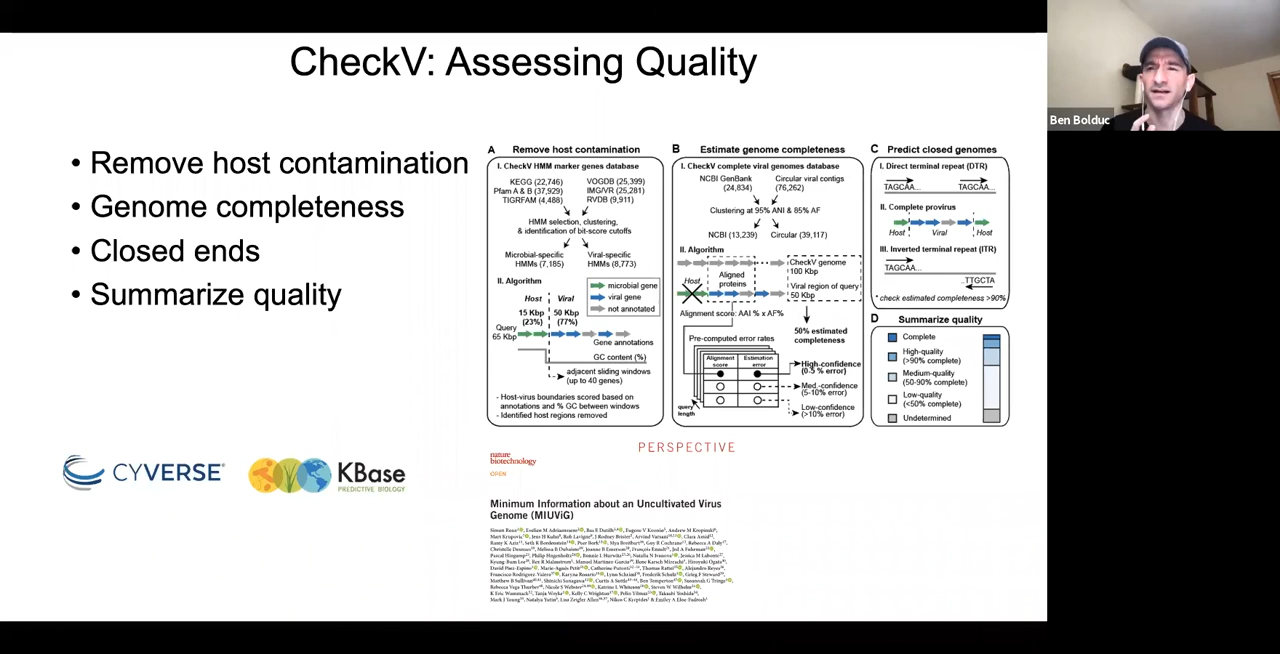 CheckV: Assessing Quality
Ben Bolduc
• Remove host contamination
• Genome completeness
• Closed ends
• Summarize quality
CYVERSE®
KBase
PREDICTIVE BIOLOGY
A Remove host contamination
I. CheckV HMM marker genes database
KEGG (22,746) VOGDB (25,399)
Pfam A & B (37,929) IMG/VR (25,281)
TIGRFAM (4,488) RVDB (9,911)
HMM selection, clustering,
& identification of bit-score cutoffs
Microbial-specific Viral-specific
HMMs (7,185) HMMs (8,773)
II. Algorithm
microbial gene
viral gene
not annotated
Host Viral
15 Kbp 50 Kbp
(23%) (77%)
Query
65 Kbp
Gene annotations
GC content (%)
adjacent sliding windows
(up to 40 genes)
- Host-virus boundaries scored based on
annotations and % GC between windows
- Identified host regions removed
B Estimate genome completeness
I. CheckV complete viral genomes database
NCBI GenBank Circular viral contigs
(24,834) (76,262)
Clustering at 95% ANI & 85% AF
NCBI (13,239) Circular (39,117)
II. Algorithm
CheckV genome
100 Kbp
Host
Aligned
proteins
Viral region of query
50 Kbp
Alignment score: AAI % x AF%
50% estimated
completeness
Pre-computed error rates
Alignment score
Estimation error
High-confidence
(0-5 % error)
Med.-confidence
(5-10% error)
Low-confidence
(>10% error)
query
length
C Predict closed genomes
I. Direct terminal repeat (DTR)
TAGCAA... TAGCAA...
II. Complete provirus
Host Viral Host
III. Inverted terminal repeat (ITR)
TAGCAA...
..TTGCTA
* check estimated completeness >90%
D Summarize quality
Complete
High-quality
(>90% complete)
Medium-quality
(50-90% complete)
Low-quality
(<50% complete)
Undetermined
PERSPECTIVE
nature
biotechnology
OPEN
Minimum Information about an Uncultivated Virus
Genome (MIUViG)